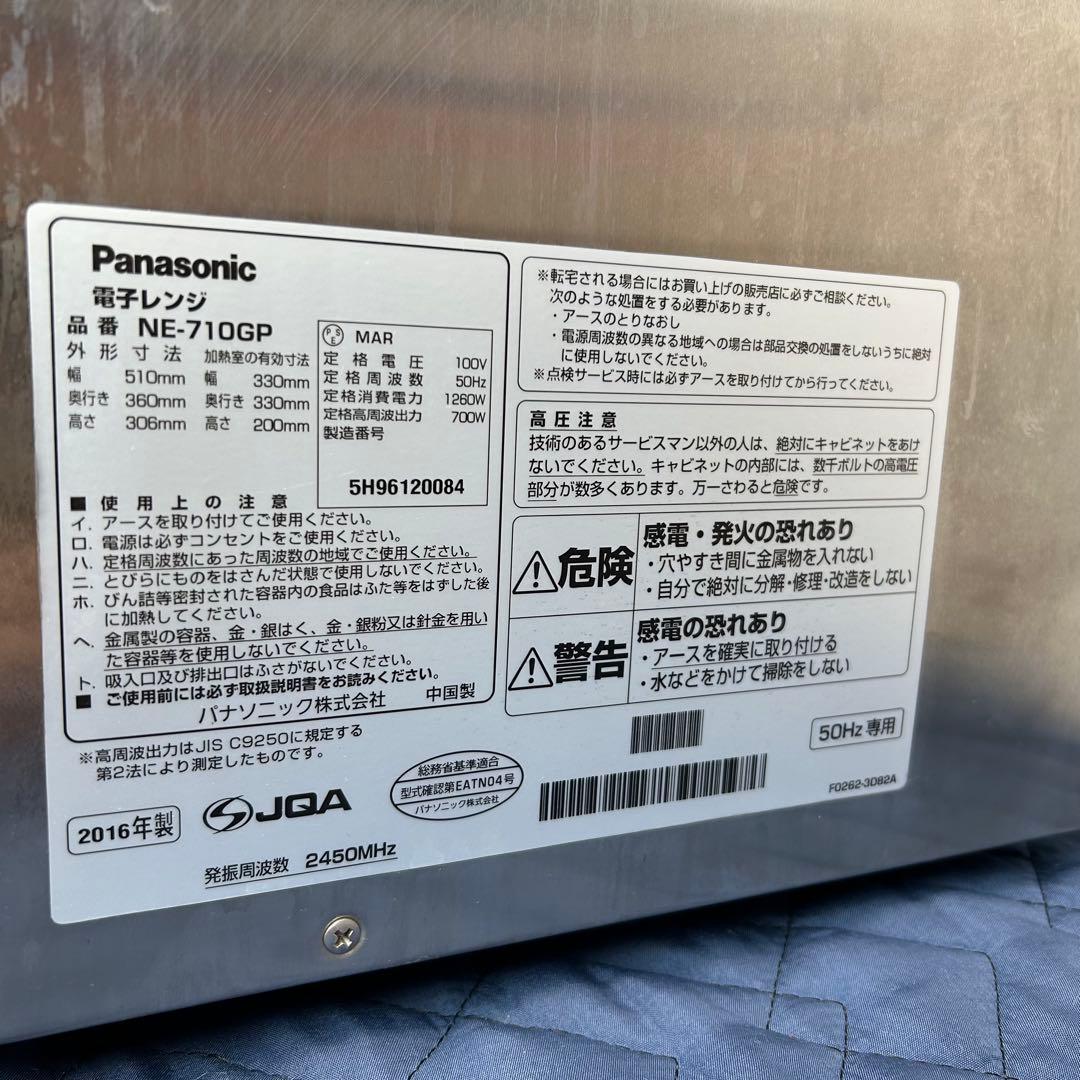 Panasonic
電子レンジ
品番 NE-710GP
外形寸法 加熱室の有効寸法
幅 510mm 幅 330mm
奥行き 360mm 奥行き 330mm
高さ 306mm 高さ 200mm
PSE MAR
定格電圧 100V
定格周波数 50Hz
定格消費電力 1260W
定格高周波出力 700W
製造番号
5H96120084
■使用上の注意
イ. アースを取り付けてご使用ください。
ロ. 電源は必ずコンセントをご使用ください。
ハ. 定格周波数にあった周波数の地域でご使用ください。
ニ. とびらにものをはさんだ状態で使用しないでください。
ホ. びん詰等密封された容器内の食品はふた等をはずした後
に加熱してください。
ヘ. 金属製の容器、金・銀はく、金・銀粉又は針金を用い
た容器等を使用しないでください。
ト. 吸入口及び排出口はふさがないでください。
■ ご使用前には必ず取扱説明書をお読みください。
パナソニック株式会社 中国製
※高周波出力はJIS C9250に規定する
第2法により測定したものです。
2016年製
JQA
総務省基準適合
型式確認第EATN04号
パナソニック株式会社
発振周波数 2450MHz
※転宅される場合にはお買い上げの販売店に必ずご相談ください。
次のような処置をする必要があります。
・アースのとりなおし
・電源周波数の異なる地域への場合は部品交換の処置をしないうちに絶対
に使用しないでください。
※点検サービス時には必ずアースを取り付けてから行ってください。
高圧注意
技術のあるサービスマン以外の人は、絶対にキャビネットをあけ
ないでください。キャビネットの内部には、数千ボルトの高電圧
部分が数多くあります。万一さわると危険です。
危険
感電・発火の恐れあり
・穴やすき間に金属物を入れない
・自分で絶対に分解・修理・改造をしない
警告
感電の恐れあり
・アースを確実に取り付ける
・水などをかけて掃除をしない
50Hz専用
F0262-3D82A